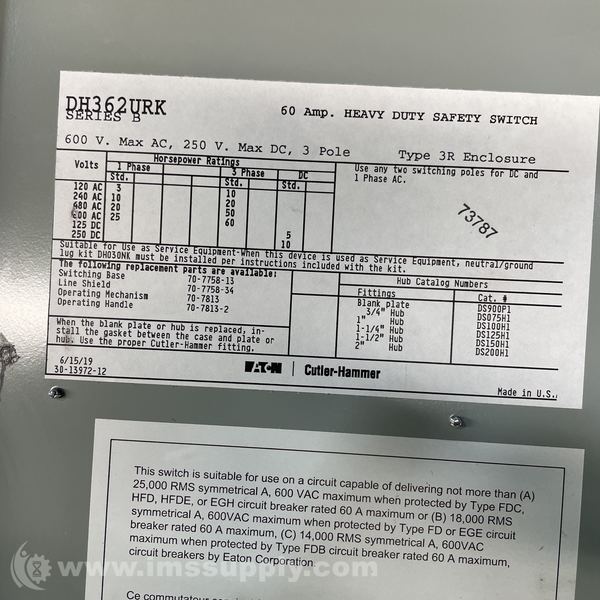 DH362URK
SERIES B
60 Amp. HEAVY DUTY SAFETY SWITCH
600 V. Max AC, 250 V. Max DC, 3 Pole Type 3R Enclosure
Volts Horsepower Ratings
1 Phase 3 Phase DC
Std. Std.
120 AC 3
240 AC 10 10
480 AC 20 20
600 AC 25 50
125 DC 60 5
250 DC 10
Use any two switching poles for DC and
1 Phase AC.
73787
Suitable for Use as Service Equipment-When this device is used as Service Equipment, neutral/ground
lug kit DH030NK must be installed per instructions included with the kit.
The following replacement parts are available:
Switching Base 70-7758-13
Line Shield 70-7758-34
Operating Mechanism 70-7813
Operating Handle 70-7813-2
When the blank plate or hub is replaced, in-
stall the gasket between the case and plate or
hub. Use the proper Cutler-Hammer fitting.
Hub Catalog Numbers
Fittings Cat. #
Blank plate DS900P1
3/4" Hub DS075H1
1" Hub DS100H1
1-1/4" Hub DS125H1
1-1/2" Hub DS150H1
2" Hub DS200H1
6/15/19
30-13972-12
EATON Cutler-Hammer
Made in U.S.
This switch is suitable for use on a circuit capable of delivering not more than (A)
25,000 RMS symmetrical A, 600 VAC maximum when protected by Type FDC,
HFD, HFDE, or EGH circuit breaker rated 60 A maximum or (B) 18,000 RMS
symmetrical A, 600VAC maximum when protected by Type FD or EGE circuit
breaker rated 60 A maximum, (C) 14,000 RMS symmetrical A, 600VAC
maximum when protected by Type FDB circuit breaker rated 60 A maximum,
circuit breakers by Eaton Corporation.
www.imssupply.com
Ce commutateur